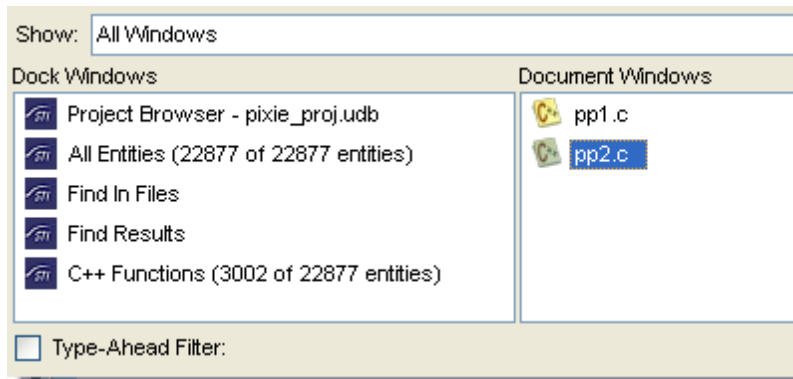 Show: All Windows
Dock Windows
Document Windows
Project Browser - pixie_proj.udb
All Entities (22877 of 22877 entities)
Find In Files
Find Results
C++ Functions (3002 of 22877 entities)
pp1.c
pp2.c
Type-Ahead Filter: